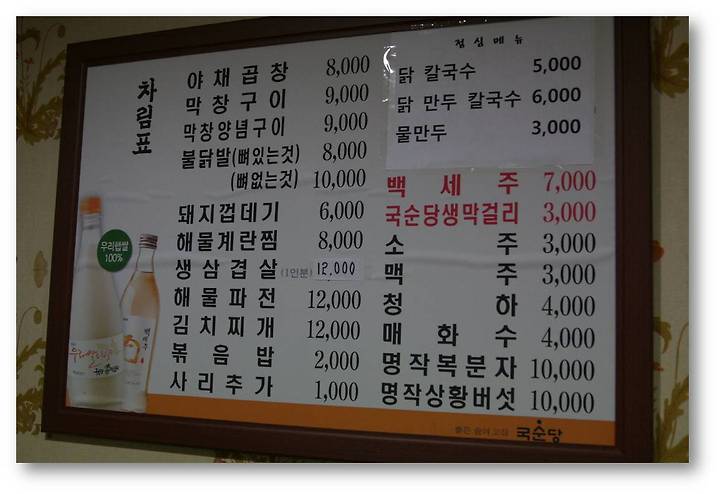 차림표
야채곱창 8,000
막창구이 9,000
막창양념구이 9,000
불닭발(뼈있는것) 8,000
(뼈없는것) 10,000
돼지껍데기 6,000
해물계란찜 8,000
생삼겹살 (1인분) 12,000
해물파전 12,000
김치찌개 12,000
볶음밥 2,000
사리추가 1,000
점심메뉴
닭 칼국수 5,000
닭 만두 칼국수 6,000
물만두 3,000
백세주 7,000
국순당생막걸리 3,000
소주 3,000
맥주 3,000
청하 4,000
매화수 4,000
명작복분자 10,000
명작상황버섯 10,000
우리햅쌀
100%
백세주
국순당